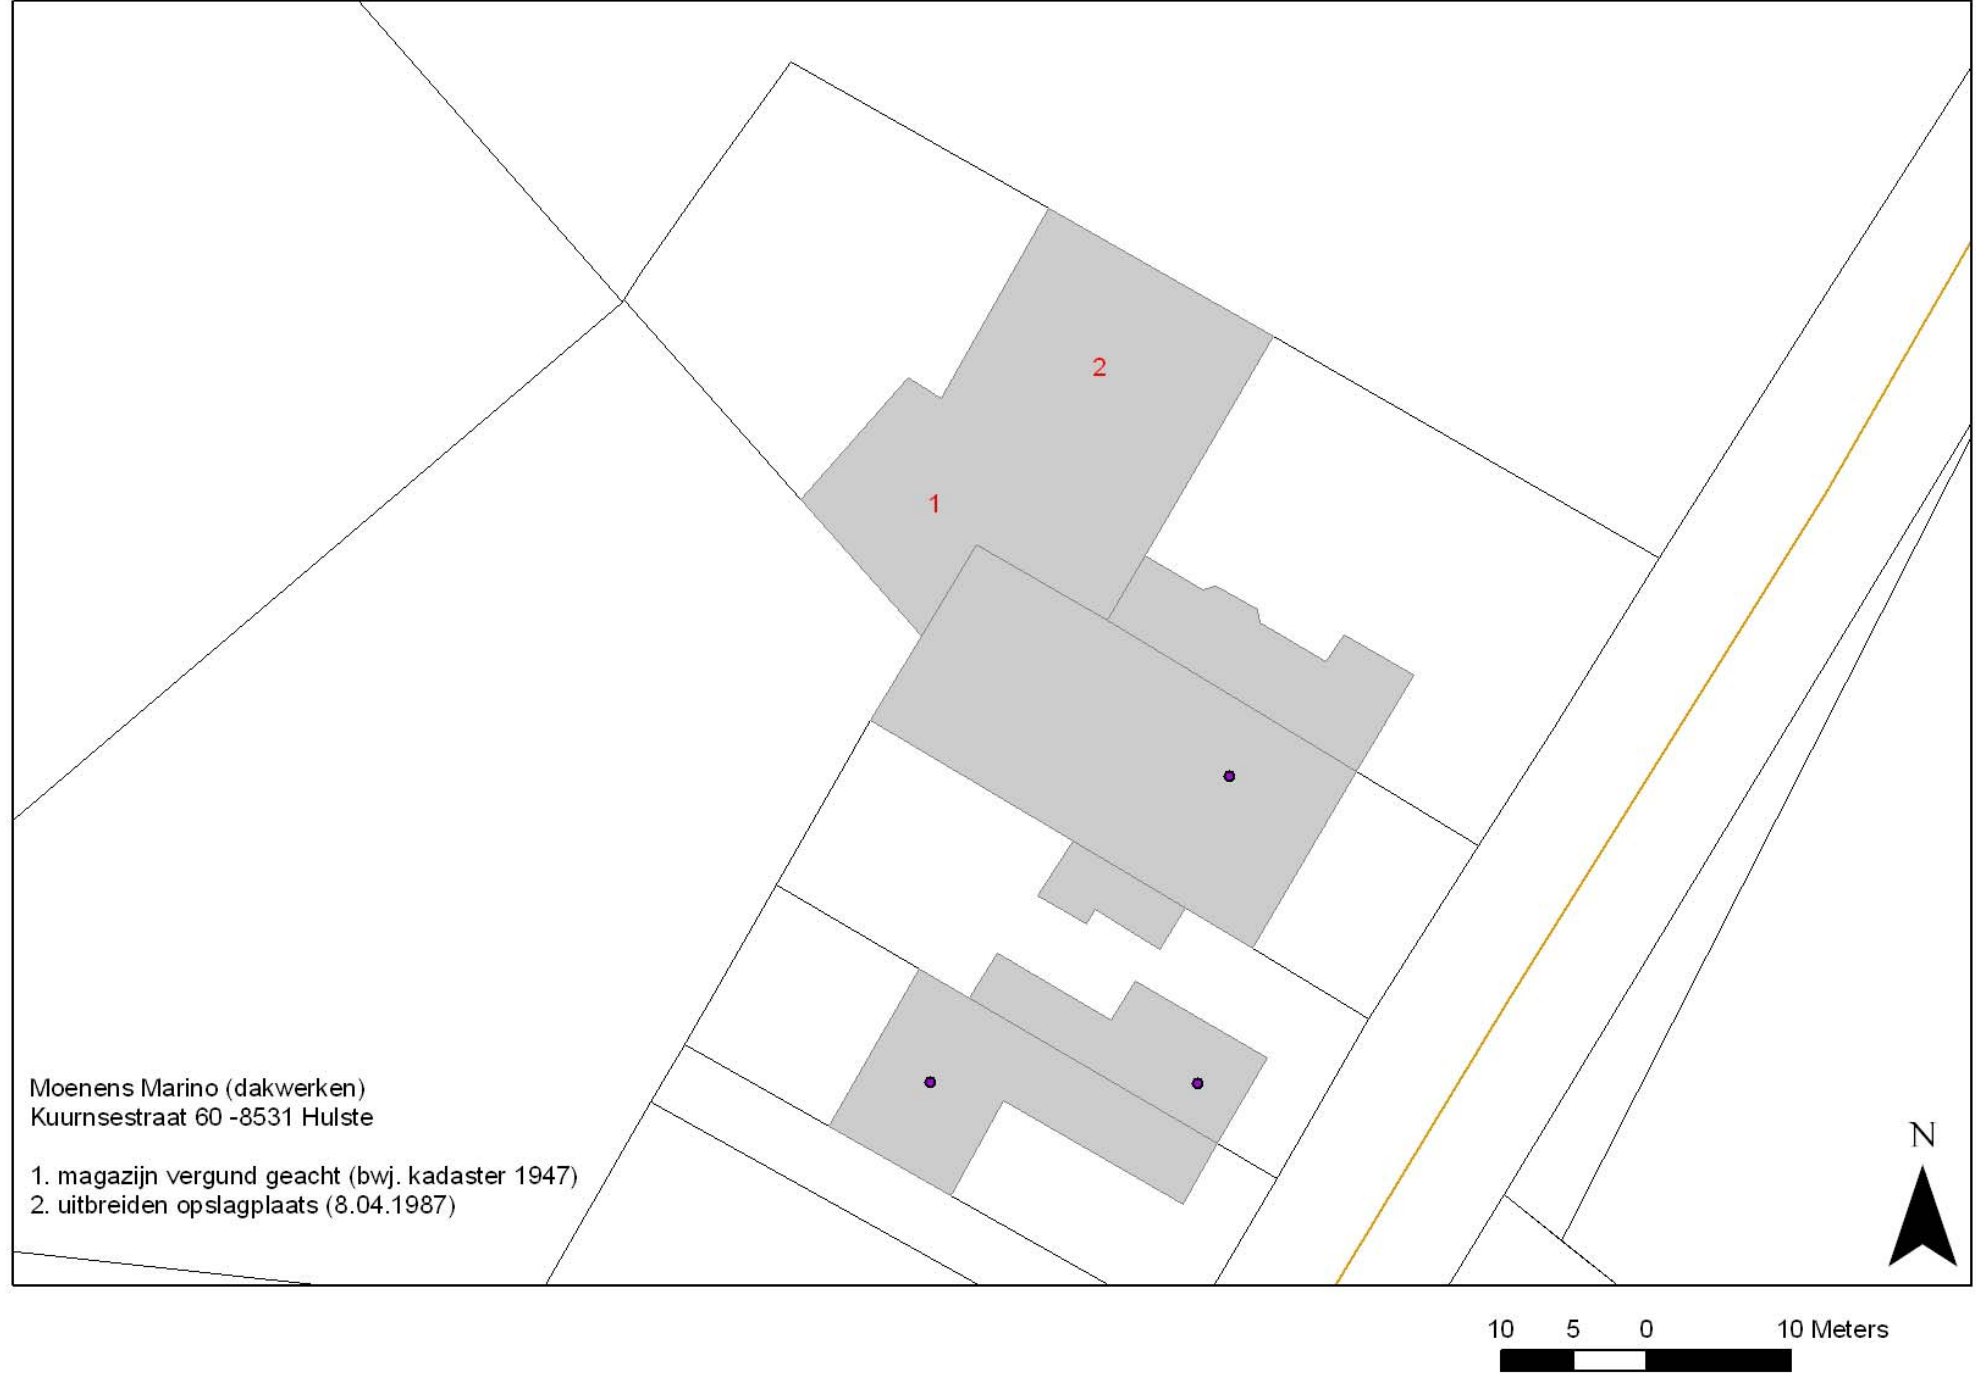 2
1
Moenens Marino (dakwerken)
Kuurnsestraat 60 -8531 Hulste
1. magazijn vergund geacht (bwj. kadaster 1947)
2. uitbreiden opslagplaats (8.04.1987)
N
10 5 0 10 Meters